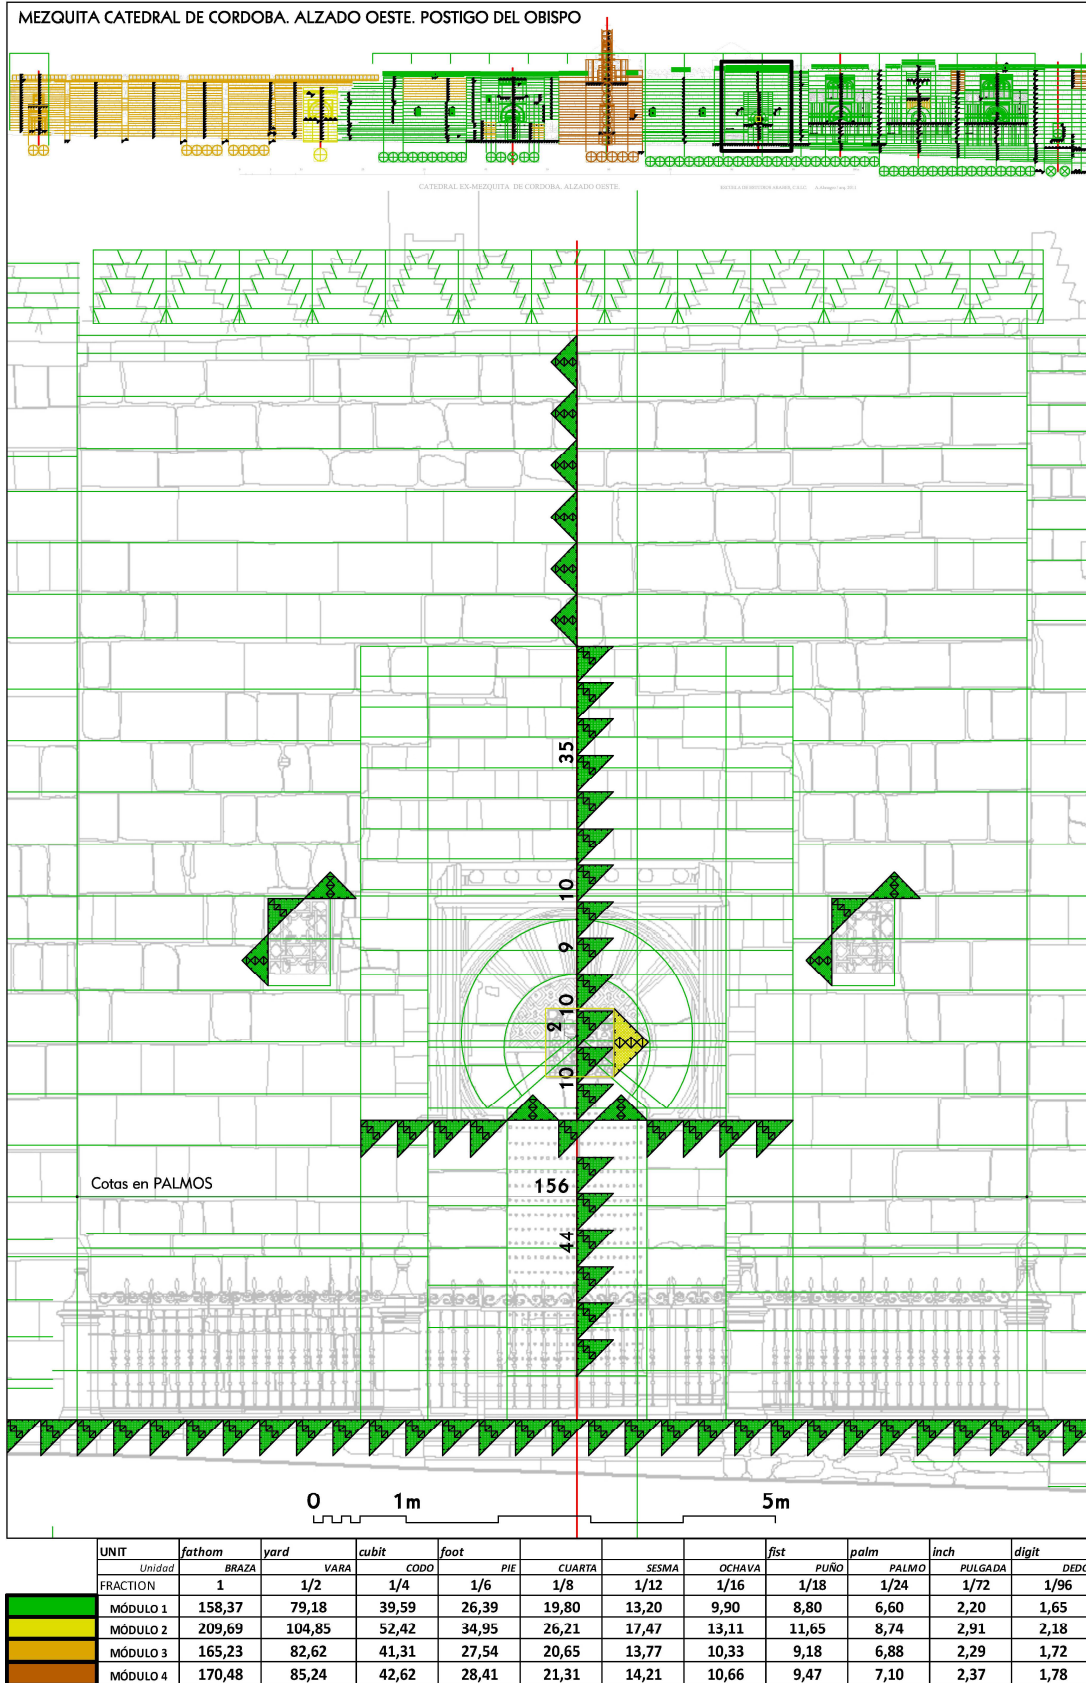 MEZQUITA CATEDRAL DE CORDOBA. ALZADO OESTE. POSTIGO DEL OBISPO
CATEDRAL EX-MEZQUITA DE CORDOBA. ALZADO OESTE.
35
10
9
10
2
10
Cotas en PALMOS
156
44
0 1m 5m
UNIT fathom yard cubit foot fist palm inch digit
Unidad BRAZA VARA CODO PIE CUARTA SESMA OCHAVA PUÑO PALMO PULGADA DEDO
FRACTION 1 1/2 1/4 1/6 1/8 1/12 1/16 1/18 1/24 1/72 1/96
MÓDULO 1 158,37 79,18 39,59 26,39 19,80 13,20 9,90 8,80 6,60 2,20 1,65
MÓDULO 2 209,69 104,85 52,42 34,95 26,21 17,47 13,11 11,65 8,74 2,91 2,18
MÓDULO 3 165,23 82,62 41,31 27,54 20,65 13,77 10,33 9,18 6,88 2,29 1,72
MÓDULO 4 170,48 85,24 42,62 28,41 21,31 14,21 10,66 9,47 7,10 2,37 1,78